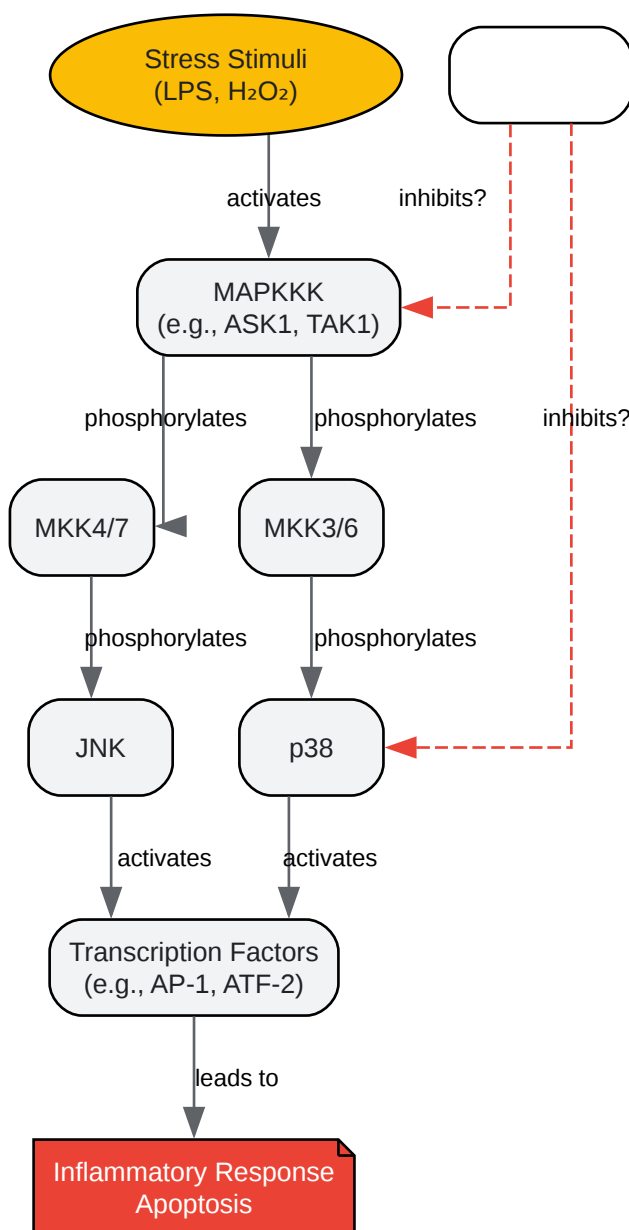 Stress Stimuli
(LPS, H₂O₂)
activates
inhibits?
MAPKKK
(e.g., ASK1, TAK1)
phosphorylates
phosphorylates
inhibits?
MKK4/7
MKK3/6
phosphorylates
phosphorylates
JNK
p38
activates
activates
Transcription Factors
(e.g., AP-1, ATF-2)
leads to
Inflammatory Response
Apoptosis